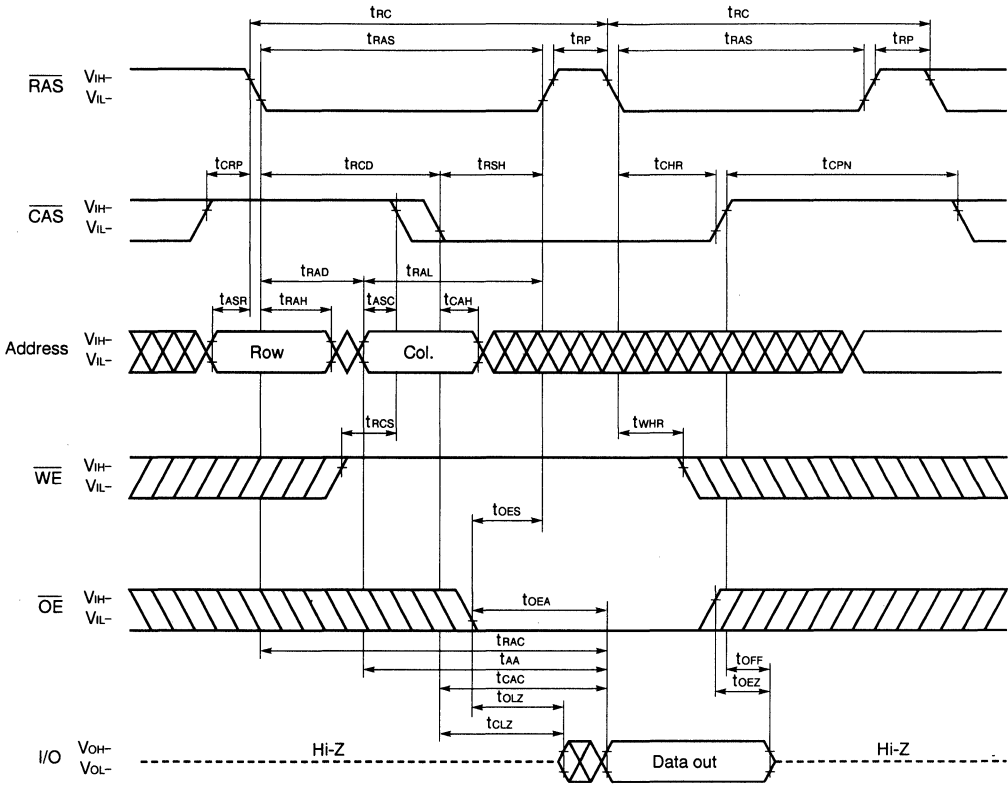 tRC tRC
tRAS tRP tRAS tRP
RAS VIH– VIL–
tCRP tRCD tRSH tCHR tCPN
CAS VIH– VIL–
tRAD tRAL
tASR tRAH tASC tCAH
Address VIH– VIL– Row Col.
tRCS tWHR
WE VIH– VIL–
tOES
OE VIH– VIL–
tOEA
tRAC
tAA tOFF
tCAC tOEZ
tOLZ
tCLZ
I/O VOH– VOL– Hi-Z Data out Hi-Z